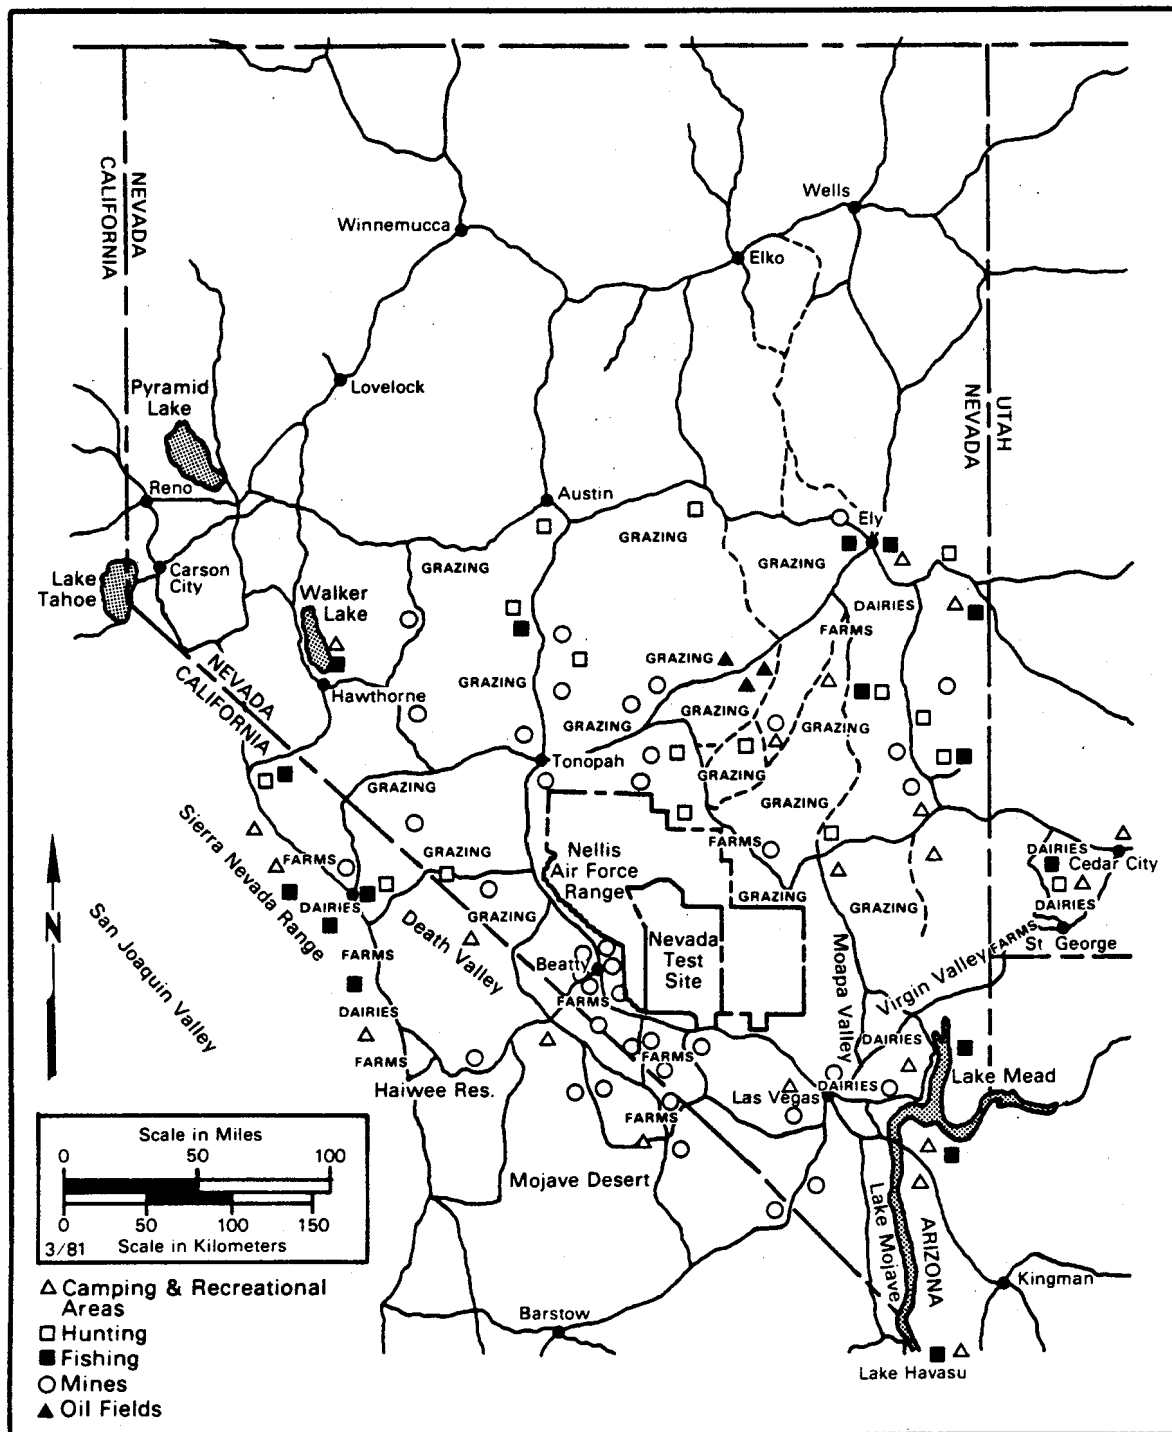 NEVADA
CALIFORNIA
Winnemucca
Wells
Elko
Lovelock
Pyramid
Lake
UTAH
NEVADA
Reno
Austin
Ely
GRAZING
GRAZING
GRAZING
Lake
Tahoe
Carson
City
Walker
Lake
DAIRIES
FARMS
NEVADA
CALIFORNIA
Hawthorne
GRAZING
GRAZING
GRAZING
GRAZING
GRAZING
Tonopah
GRAZING
GRAZING
GRAZING
Sierra Nevada Range
FARMS
GRAZING
FARMS
Nellis
Air Force
Range
DAIRIES
Cedar City
DAIRIES
DAIRIES
GRAZING
GRAZING
GRAZING
N
San Joaquin Valley
Death Valley
FARMS
St George
Nevada
Test
Site
Beatty
FARMS
Moapa Valley
Virgin Valley
FARMS
DAIRIES
FARMS
DAIRIES
FARMS
Haiwee Res.
Lake Mead
Las Vegas
DAIRIES
FARMS
Mojave Desert
Lake Mojave
ARIZONA
Kingman
Barstow
Lake Havasu
Scale in Miles
0 50 100
0 50 100 150
3/81 Scale in Kilometers
Camping & Recreational
Areas
Hunting
Fishing
Mines
Oil Fields